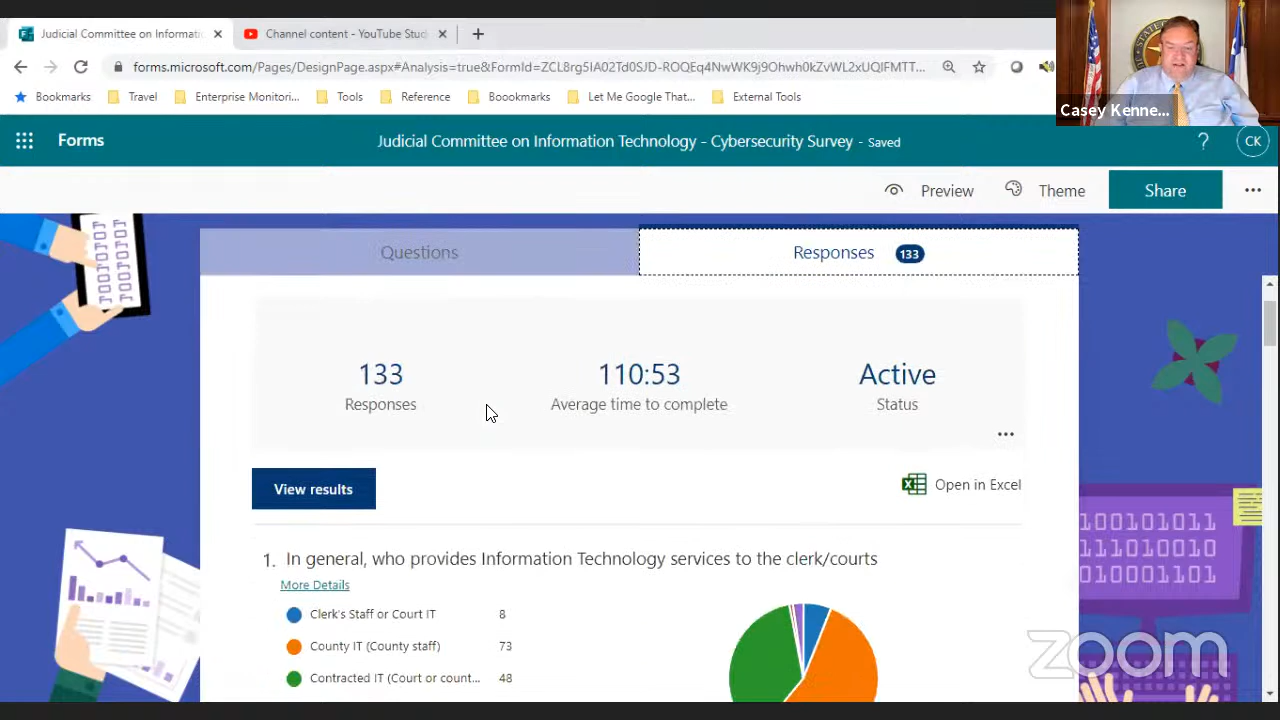 Judicial Committee on Informati
Channel content - YouTube Stud
forms.microsoft.com/Pages/DesignPage.aspx#Analysis=true&FormId=ZCL8rg5IA02Td0SJD-ROQEq4NwWK9j9Ohwh0kZvWL2xUQlFMTT...
Bookmarks
Travel
Enterprise Monitori...
Tools
Reference
Boookmarks
Let Me Google That...
External Tools
Casey Kenne...
Forms
Judicial Committee on Information Technology - Cybersecurity Survey - Saved
?
CK
Preview
Theme
Share
Questions
Responses 133
133
Responses
110:53
Average time to complete
Active
Status
View results
Open in Excel
1. In general, who provides Information Technology services to the clerk/courts
More Details
Clerk's Staff or Court IT 8
County IT (County staff) 73
Contracted IT (Court or count... 48
100101011
111010010
010001101
zoom